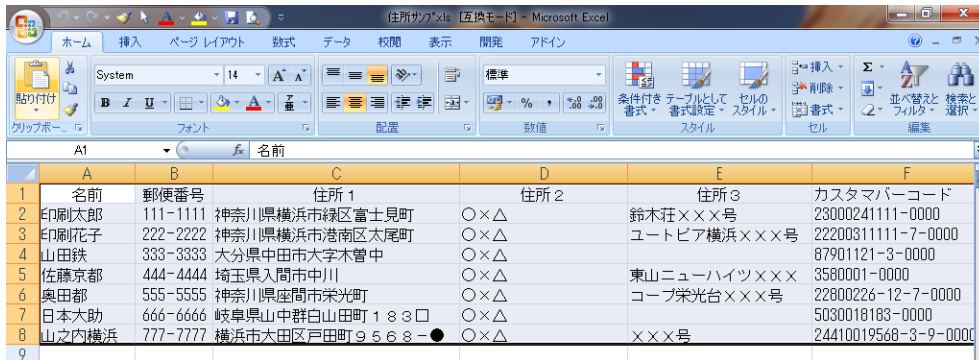 住所ｻﾝﾌﾟxls [互換モード] - Microsoft Excel
ホーム 挿入 ページ レイアウト 数式 データ 校閲 表示 開発 アドイン
貼り付け
クリップボー...
System 14
B I U
フォント
配置
標準
%
数値
条件付き書式
テーブルとして書式設定
セルのスタイル
スタイル
挿入
削除
書式
セル
並べ替えとフィルタ
検索と選択
編集
A1 fx 名前
A B C D E F
1 名前 郵便番号 住所１ 住所２ 住所３ カスタマバーコード
2 印刷太郎 111-1111 神奈川県横浜市緑区富士見町 ○×△ 鈴木荘×××号 23000241111-0000
3 印刷花子 222-2222 神奈川県横浜市港南区太尾町 ○×△ ユートピア横浜×××号 22200311111-7-0000
4 山田鉄 333-3333 大分県中田市大字木曽中 ○×△ 87901121-3-0000
5 佐藤京都 444-4444 埼玉県入間市中川 ○×△ 東山ニューハイツ××× 3580001-0000
6 奥田都 555-5555 神奈川県座間市栄光町 ○×△ コープ栄光台×××号 22800226-12-7-0000
7 日本大助 666-6666 岐阜県山中群白山田町１８３□ ○×△ 5030018183-0000
8 山之内横浜 777-7777 横浜市大田区戸田町９５６８-● ○×△ ×××号 24410019568-3-9-0000
9